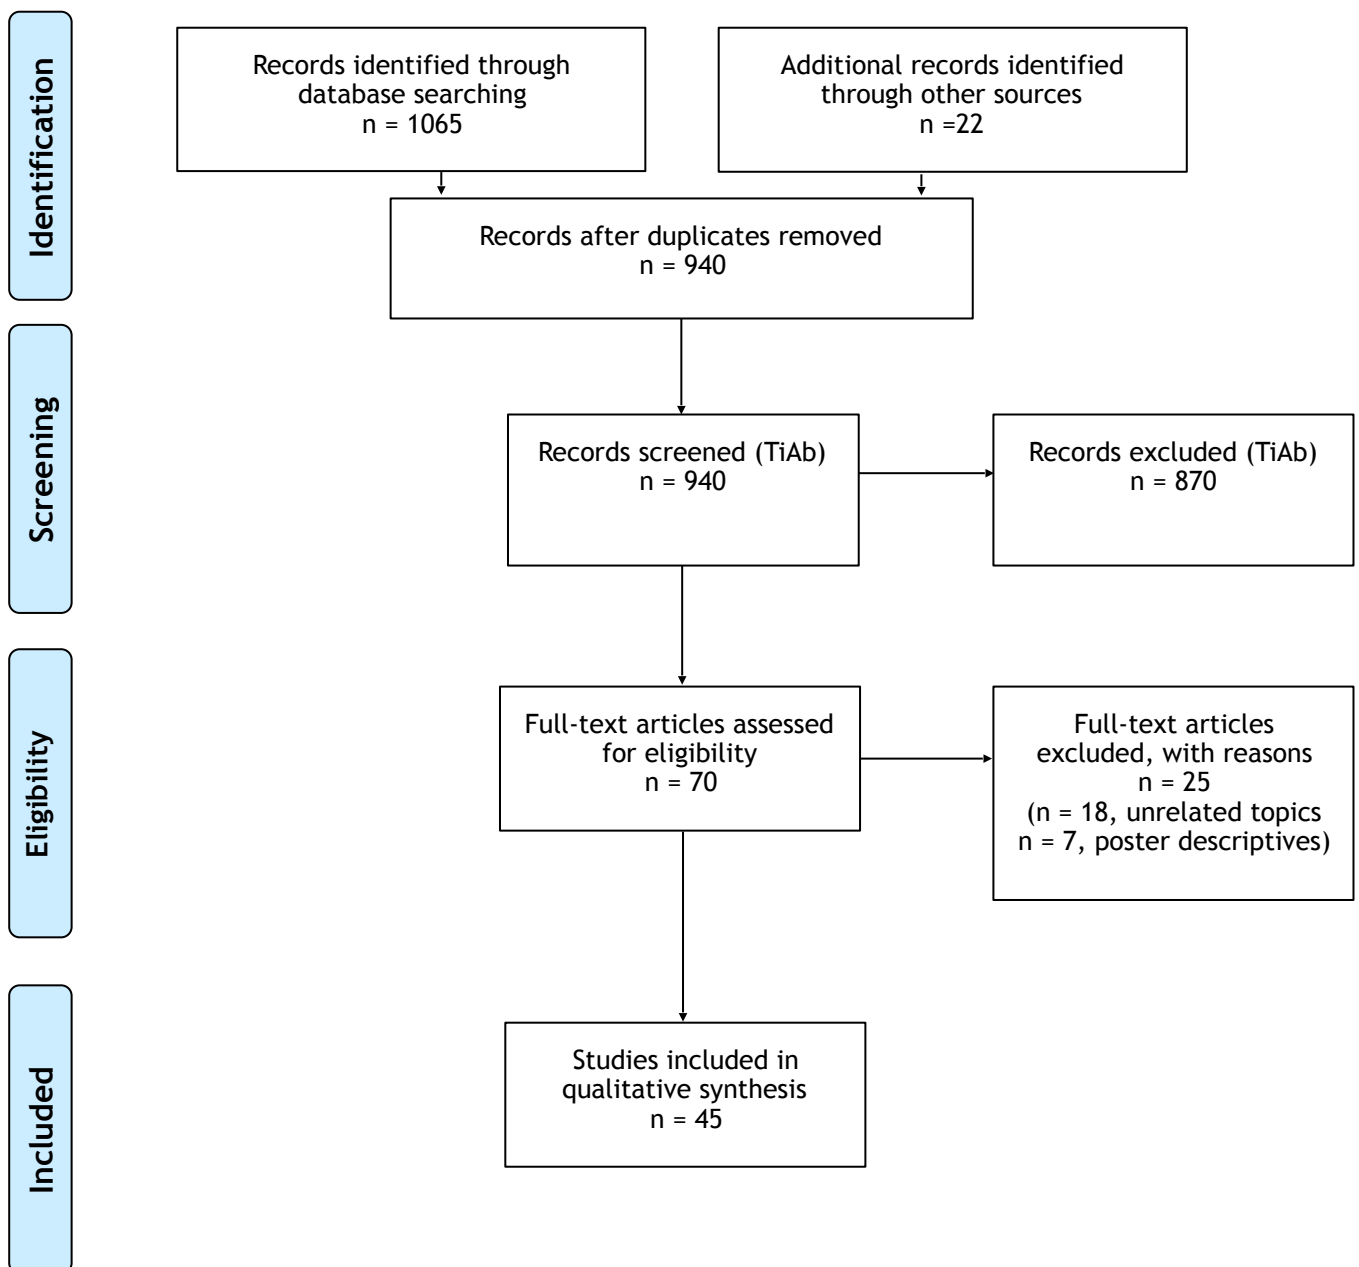 Identification
Records identified through
database searching
n = 1065
Additional records identified
through other sources
n =22
Records after duplicates removed
n = 940
Screening
Records screened (TiAb)
n = 940
Records excluded (TiAb)
n = 870
Eligibility
Full-text articles assessed
for eligibility
n = 70
Full-text articles
excluded, with reasons
n = 25
(n = 18, unrelated topics
n = 7, poster descriptives)
Included
Studies included in
qualitative synthesis
n = 45